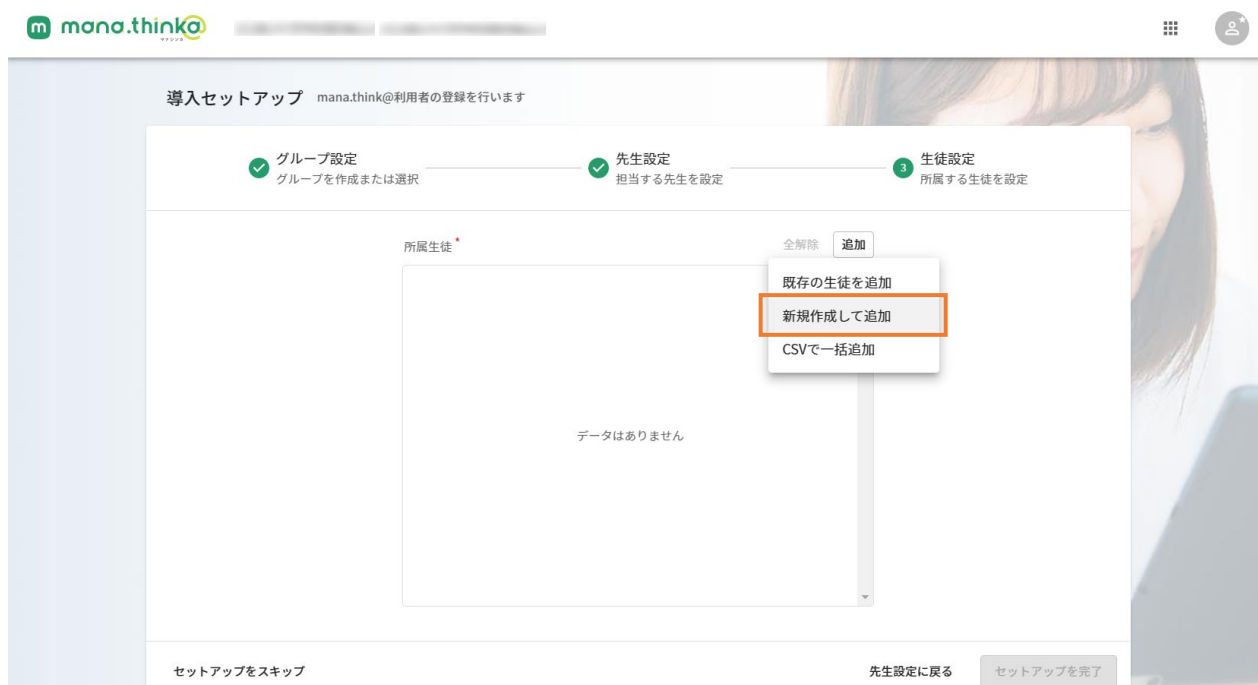 m mana.think@
マナシンカ
導入セットアップ mana.think@利用者の登録を行います
グループ設定
グループを作成または選択
先生設定
担当する先生を設定
3 生徒設定
所属する生徒を設定
所属生徒* 全解除 追加
既存の生徒を追加
新規作成して追加
CSVで一括追加
データはありません
セットアップをスキップ 先生設定に戻る セットアップを完了